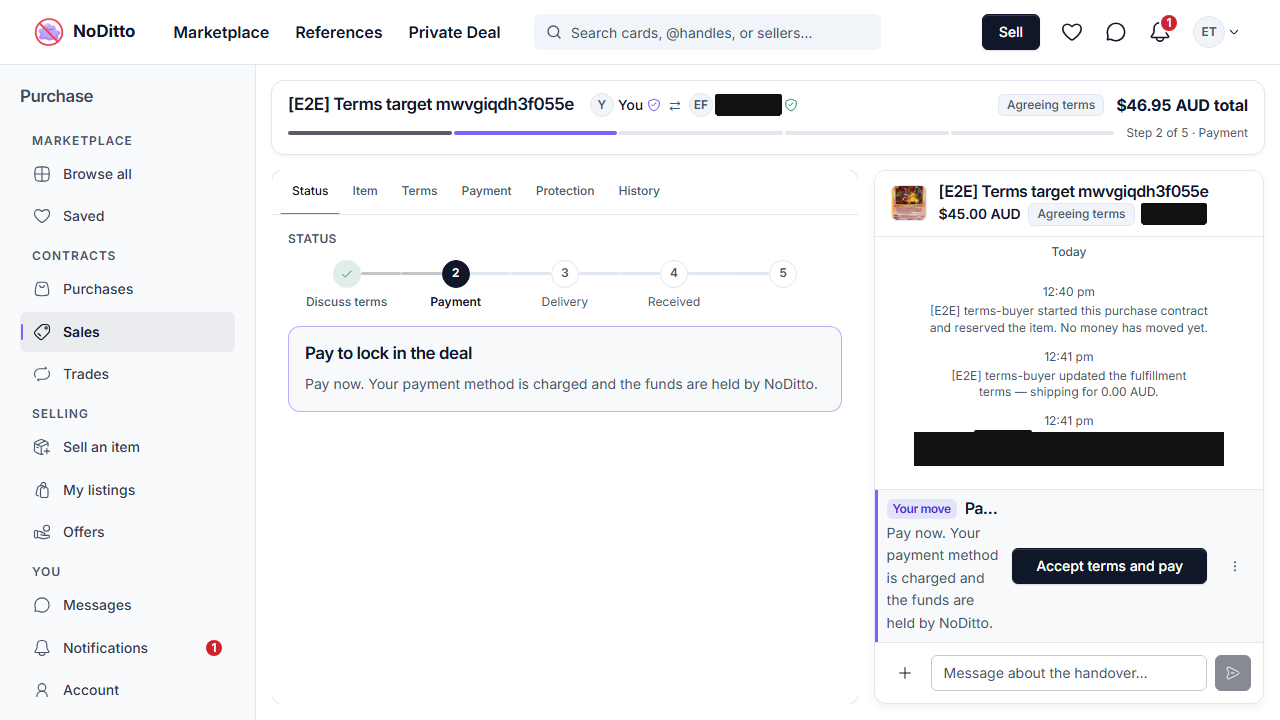 NoDitto
Marketplace
References
Private Deal
Search cards, @handles, or sellers...
Sell
1
ET
Purchase
MARKETPLACE
Browse all
Saved
CONTRACTS
Purchases
Sales
Trades
SELLING
Sell an item
My listings
Offers
YOU
Messages
Notifications
1
Account
[E2E] Terms target mwvgiqdh3f055e
Y
You
EF
Agreeing terms
$46.95 AUD total
Step 2 of 5 · Payment
Status
Item
Terms
Payment
Protection
History
STATUS
2
3
4
5
Discuss terms
Payment
Delivery
Received
Pay to lock in the deal
Pay now. Your payment method is charged and the funds are held by NoDitto.
[E2E] Terms target mwvgiqdh3f055e
$45.00 AUD
Agreeing terms
Today
12:40 pm
[E2E] terms-buyer started this purchase contract
and reserved the item. No money has moved yet.
12:41 pm
[E2E] terms-buyer updated the fulfillment
terms — shipping for 0.00 AUD.
12:41 pm
Your move
Pa...
Pay now. Your
payment method
is charged and
the funds are
held by NoDitto.
Accept terms and pay
Message about the handover...